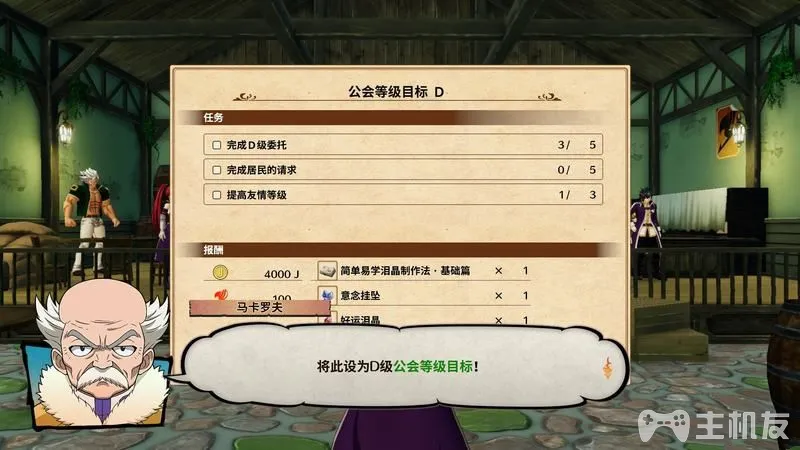 公会等级目标 D
任务
完成D级委托 3/ 5
完成居民的请求 0/ 5
提高友情等级 1/ 3
报酬
4000 J 简单易学泪晶制作法·基础篇 × 1
100 意念挂坠 × 1
好运泪晶 × 1
马卡罗夫
将此设为D级公会等级目标!
主机友